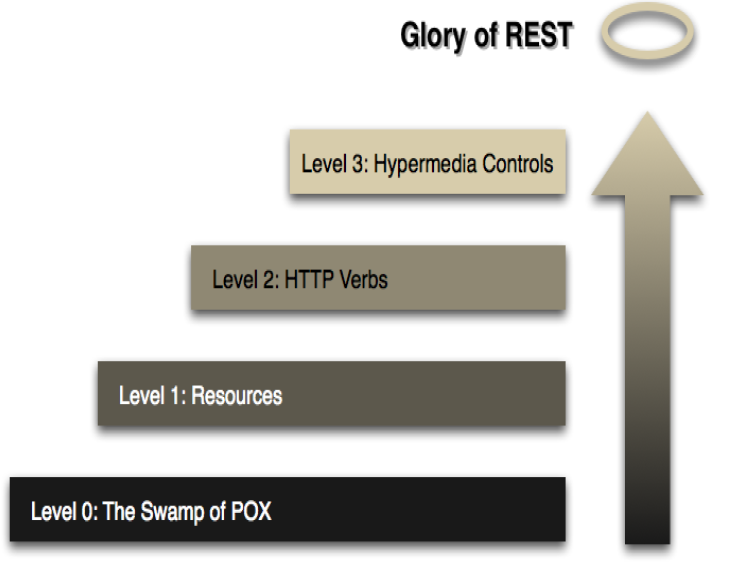 Glory of REST
Level 3: Hypermedia Controls
Level 2: HTTP Verbs
Level 1: Resources
Level 0: The Swamp of POX